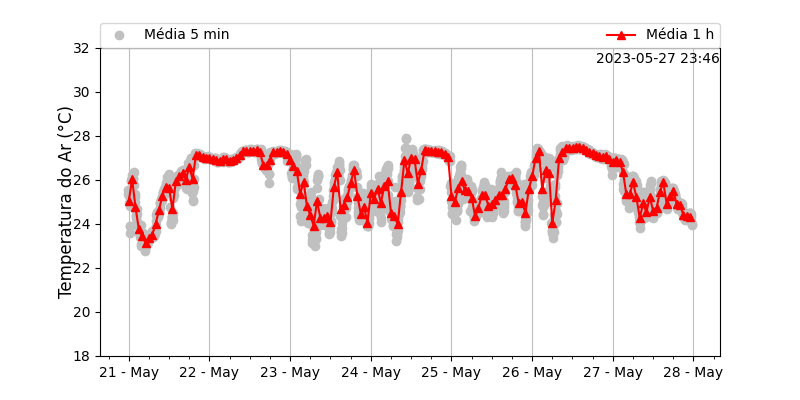 Média 5 min
Média 1 h
2023-05-27 23:46
Temperatura do Ar (°C)
32
30
28
26
24
22
20
18
21 - May
22 - May
23 - May
24 - May
25 - May
26 - May
27 - May
28 - May